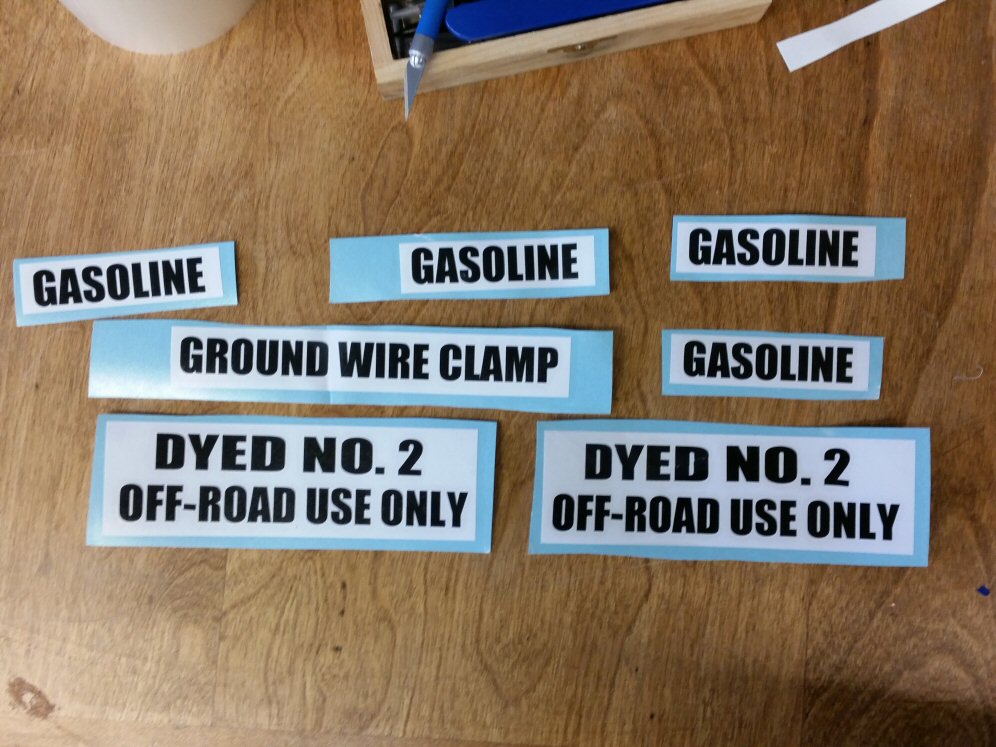 GASOLINE
GASOLINE
GASOLINE
GROUND WIRE CLAMP
GASOLINE
DYED NO. 2
OFF-ROAD USE ONLY
DYED NO. 2
OFF-ROAD USE ONLY